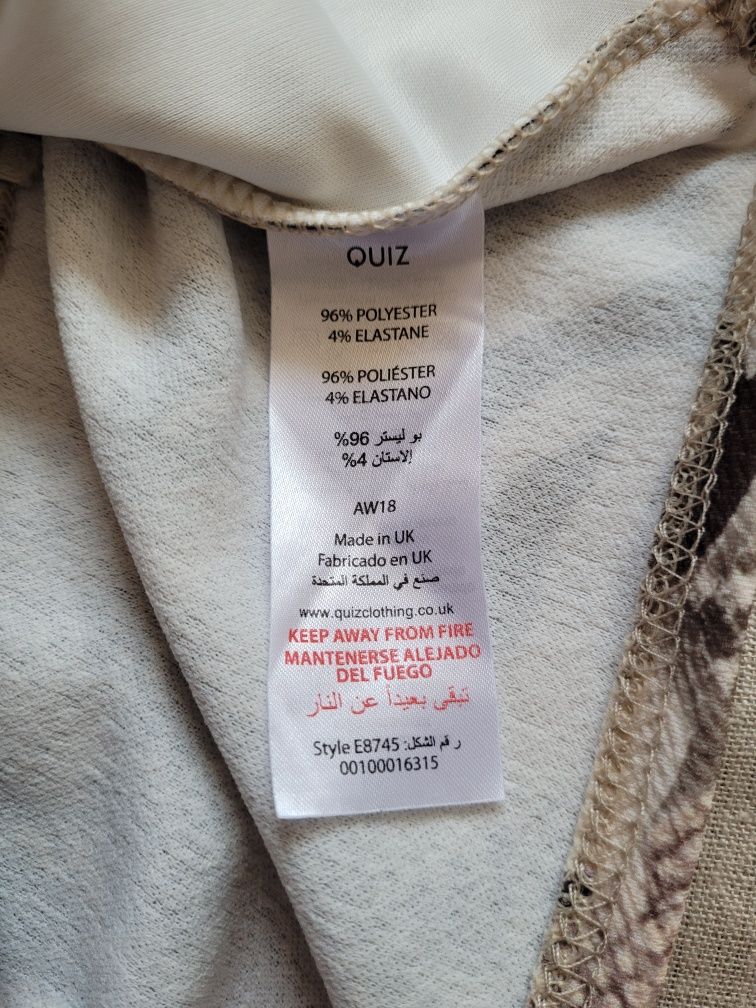 QUIZ
96% POLYESTER
4% ELASTANE
96% POLIÉSTER
4% ELASTANO
بو ليستر 96%
إلاستان 4%
AW18
Made in UK
Fabricado en UK
صنع في المملكة المتحدة
www.quizclothing.co.uk
KEEP AWAY FROM FIRE
MANTENERSE ALEJADO
DEL FUEGO
تبقى بعيداً عن النار
Style E8745 :ر قم الشكل
00100016315